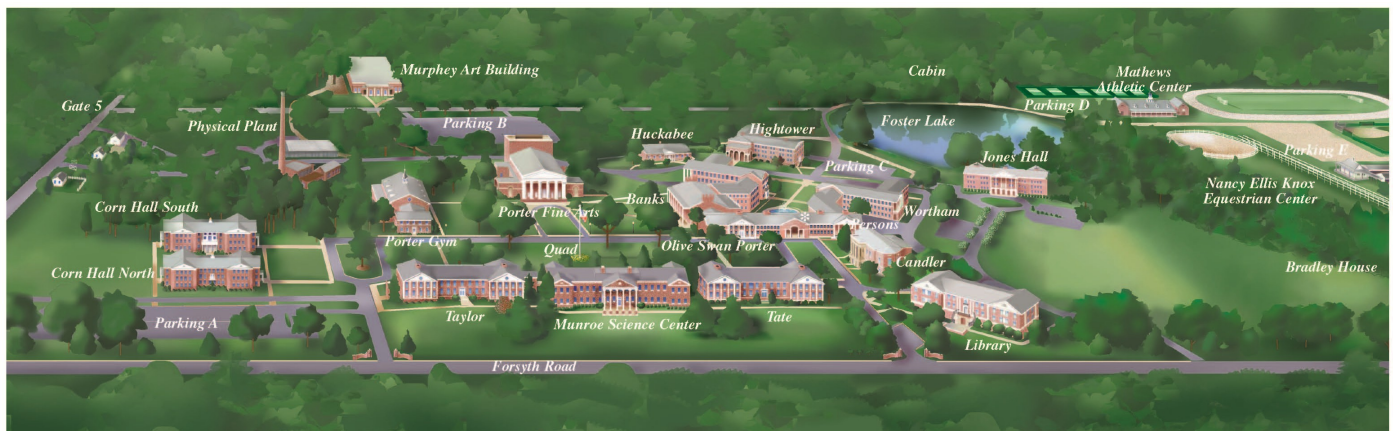 Murphey Art Building
Cabin
Mathews
Athletic Center
Gate 5
Parking D
Physical Plant
Parking B
Huckabee
Hightower
Foster Lake
Parking E
Jones Hall
Parking C
Nancy Ellis Knox
Equestrian Center
Corn Hall South
Banks
Porter Fine Arts
Wortham
*
Persons
Porter Gym
Quad
Olive Swan Porter
Candler
Corn Hall North
Bradley House
Parking A
Taylor
Munroe Science Center
Tate
Library
Forsyth Road